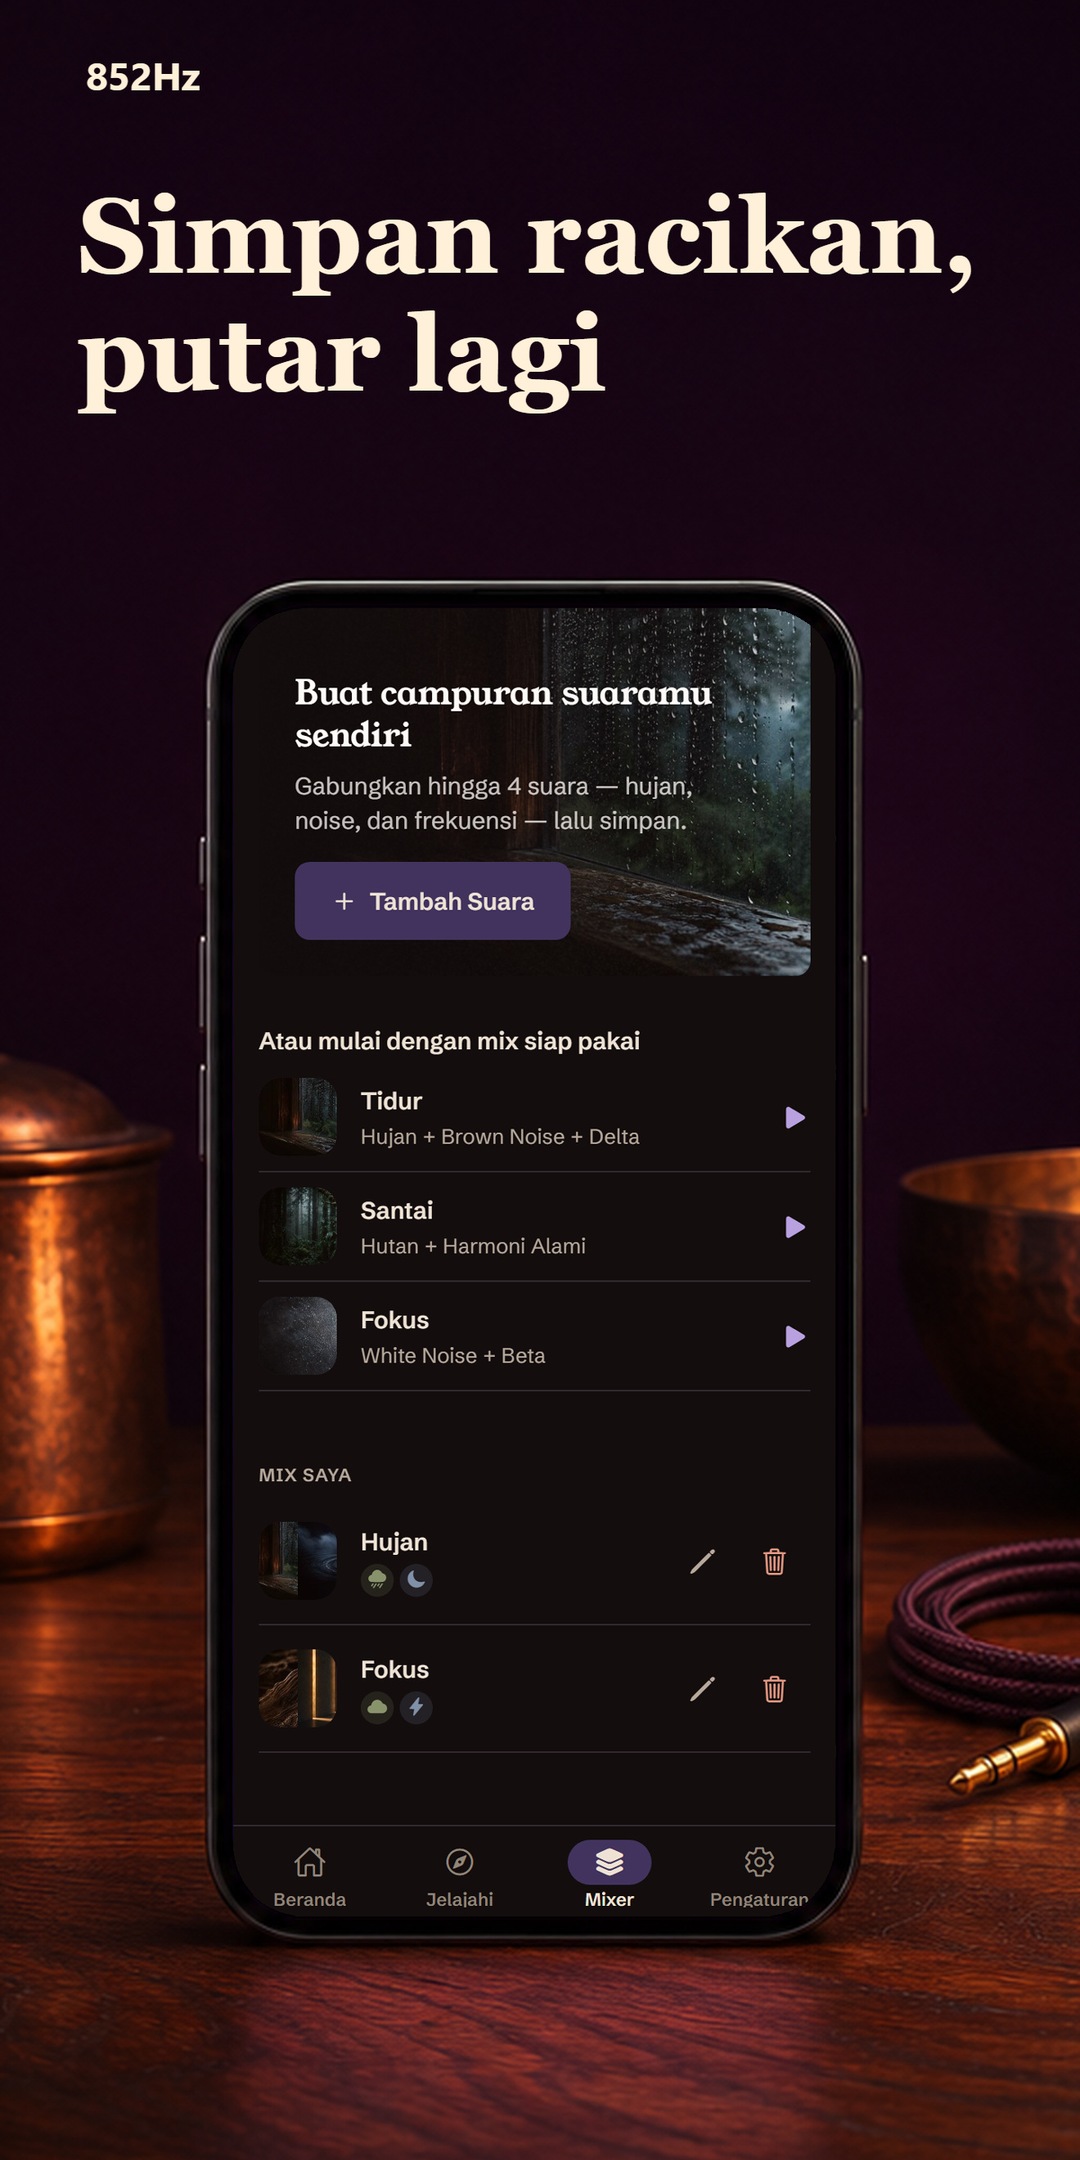 852Hz
Simpan racikan,
putar lagi
Buat campuran suaramu
sendiri
Gabungkan hingga 4 suara — hujan,
noise, dan frekuensi — lalu simpan.
+ Tambah Suara
Atau mulai dengan mix siap pakai
Tidur
Hujan + Brown Noise + Delta
Santai
Hutan + Harmoni Alami
Fokus
White Noise + Beta
MIX SAYA
Hujan
Fokus
Beranda
Jelajahi
Mixer
Pengaturan